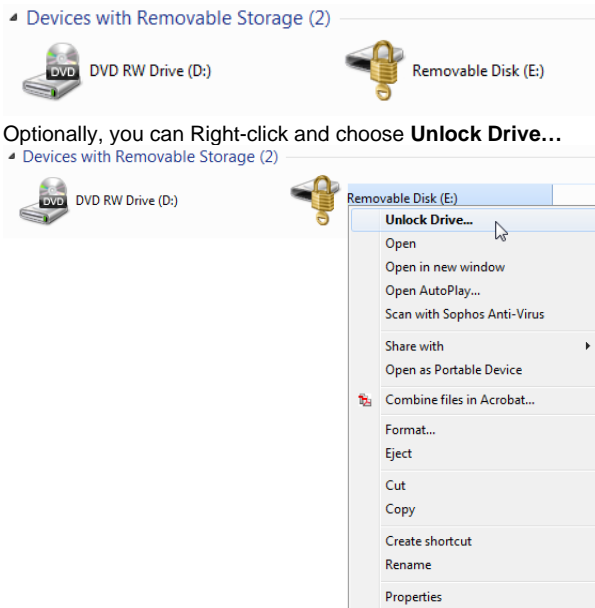 Devices with Removable Storage (2)
DVD
DVD RW Drive (D:)
Removable Disk (E:)
Optionally, you can Right-click and choose Unlock Drive…
Devices with Removable Storage (2)
DVD
DVD RW Drive (D:)
Removable Disk (E:)
Unlock Drive...
Open
Open in new window
Open AutoPlay...
Scan with Sophos Anti-Virus
Share with
Open as Portable Device
Combine files in Acrobat...
Format...
Eject
Cut
Copy
Create shortcut
Rename
Properties